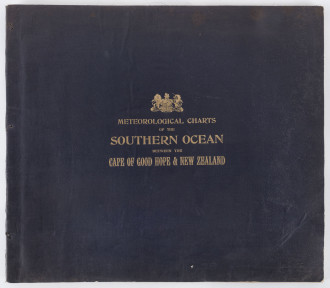 METEOROLOGICAL CHARTS
OF THE
SOUTHERN OCEAN
BETWEEN THE
CAPE OF GOOD HOPE & NEW ZEALAND